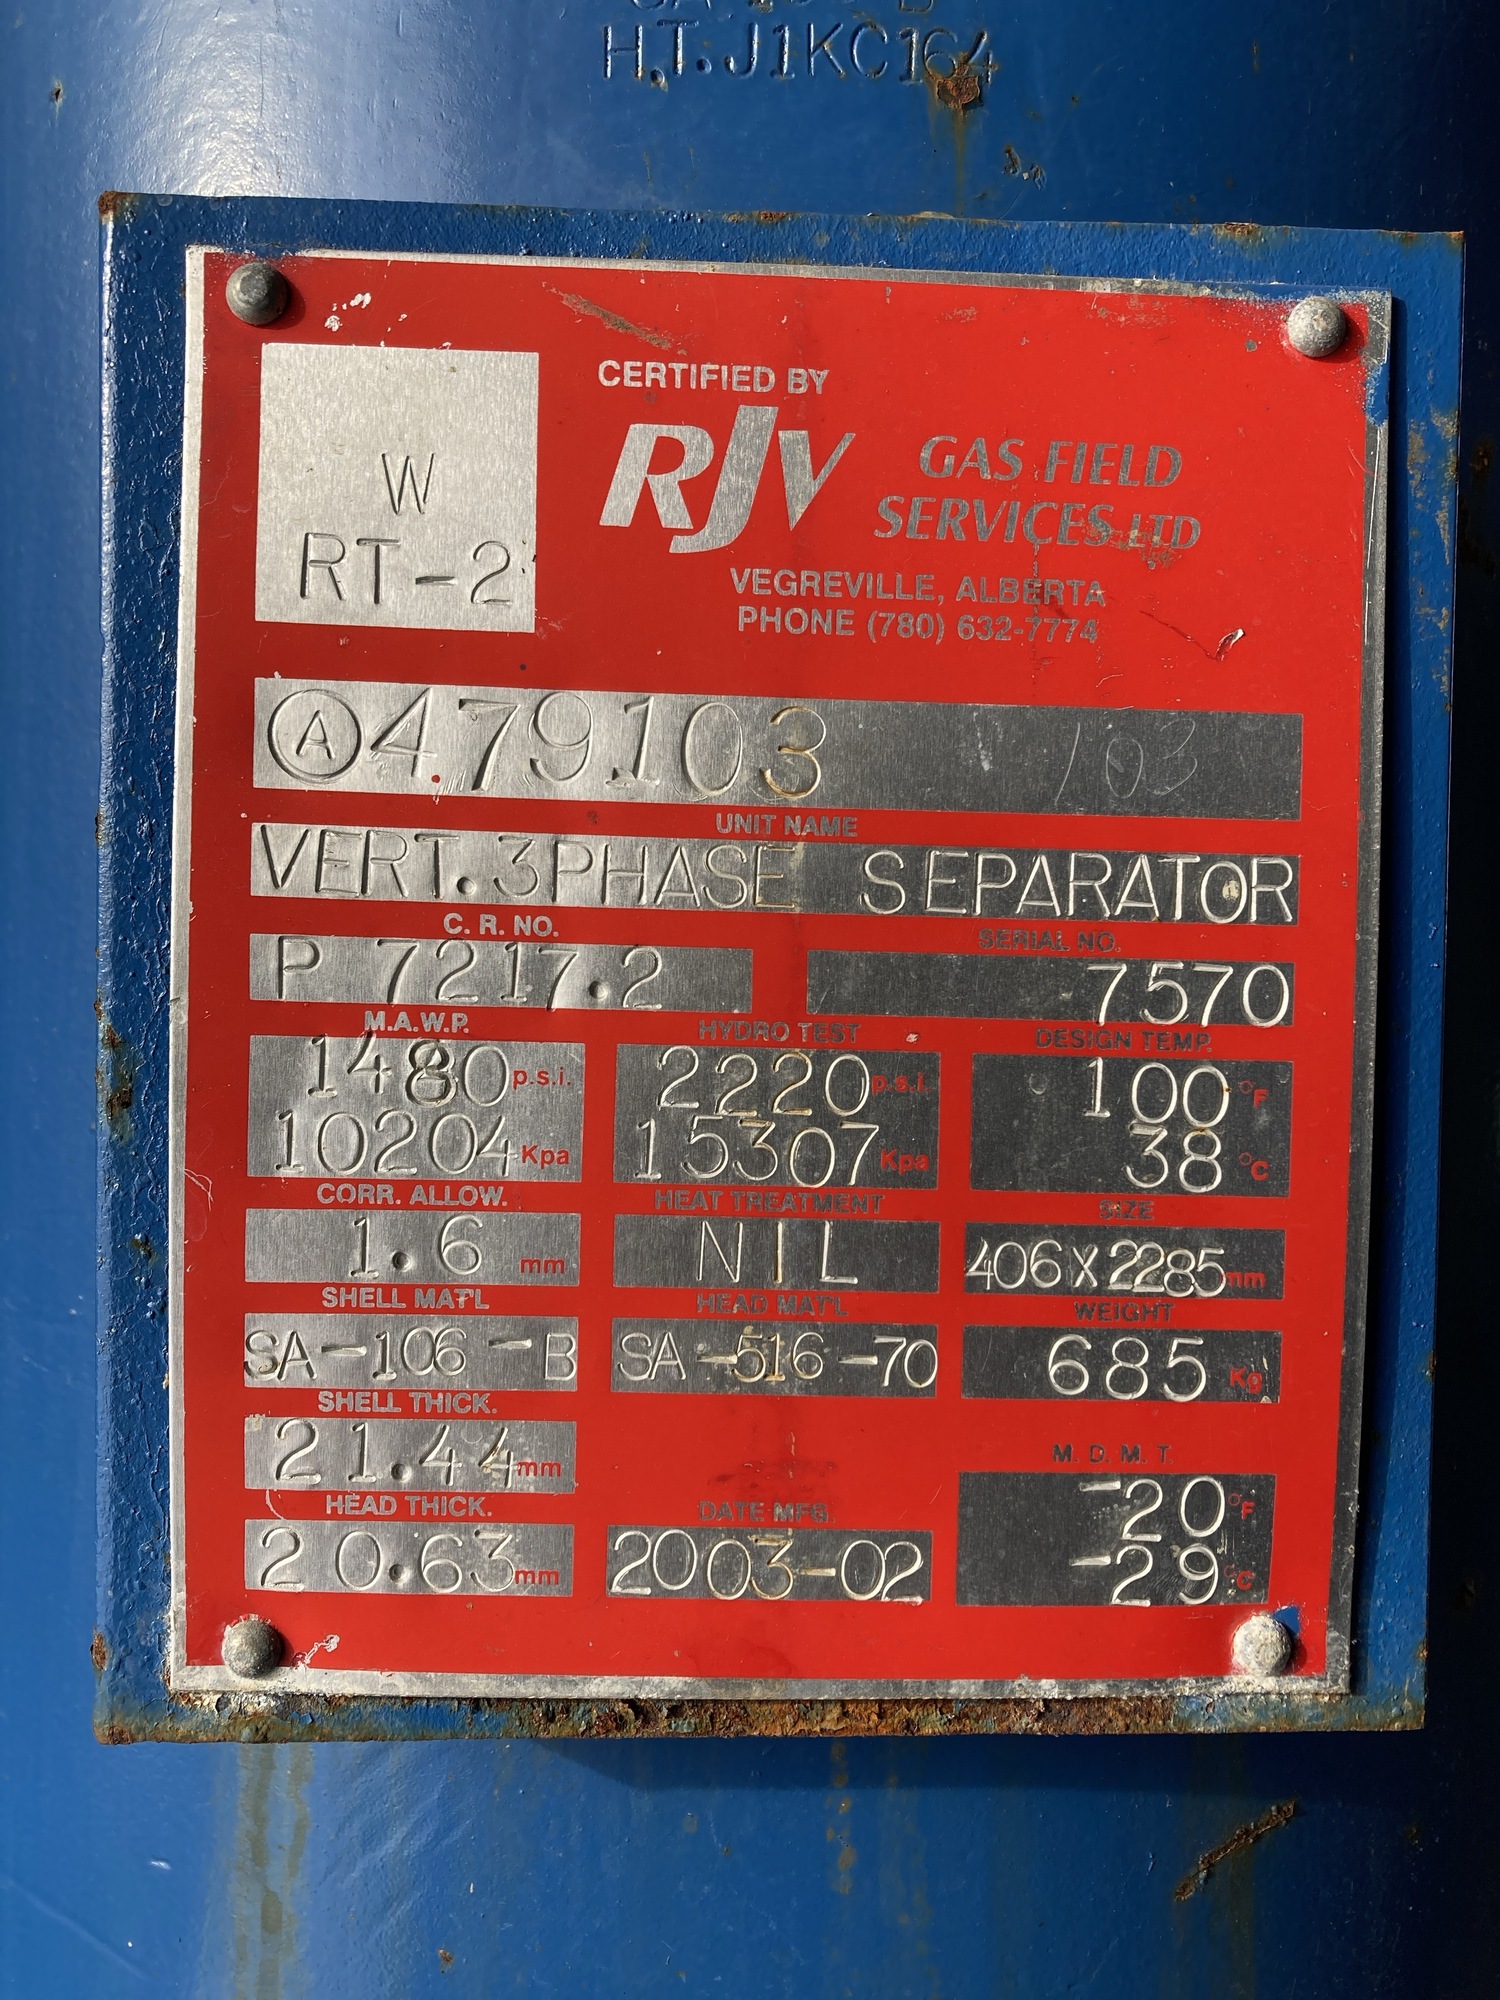 H.T. J1KC164
CERTIFIED BY
RJV GAS FIELD
SERVICES LTD
VEGREVILLE, ALBERTA
PHONE (780) 632-7774
W
RT-2
Ⓐ479103 103
UNIT NAME
VERT. 3PHASE SEPARATOR
C. R. NO. SERIAL NO.
P 7217.2 7570
M.A.W.P. HYDRO TEST DESIGN TEMP.
1480 p.s.i. 2220 p.s.i. 100 °F
10204 Kpa 15307 Kpa 38 °C
CORR. ALLOW. HEAT TREATMENT SIZE
1.6 mm NIL 406X2285 mm
SHELL MAT'L HEAD MAT'L WEIGHT
SA-106-B SA-516-70 685 Kg
SHELL THICK. M. D. M. T.
21.44 mm -20 °F
HEAD THICK. DATE MFG. -29 °C
20.63 mm 2003-02